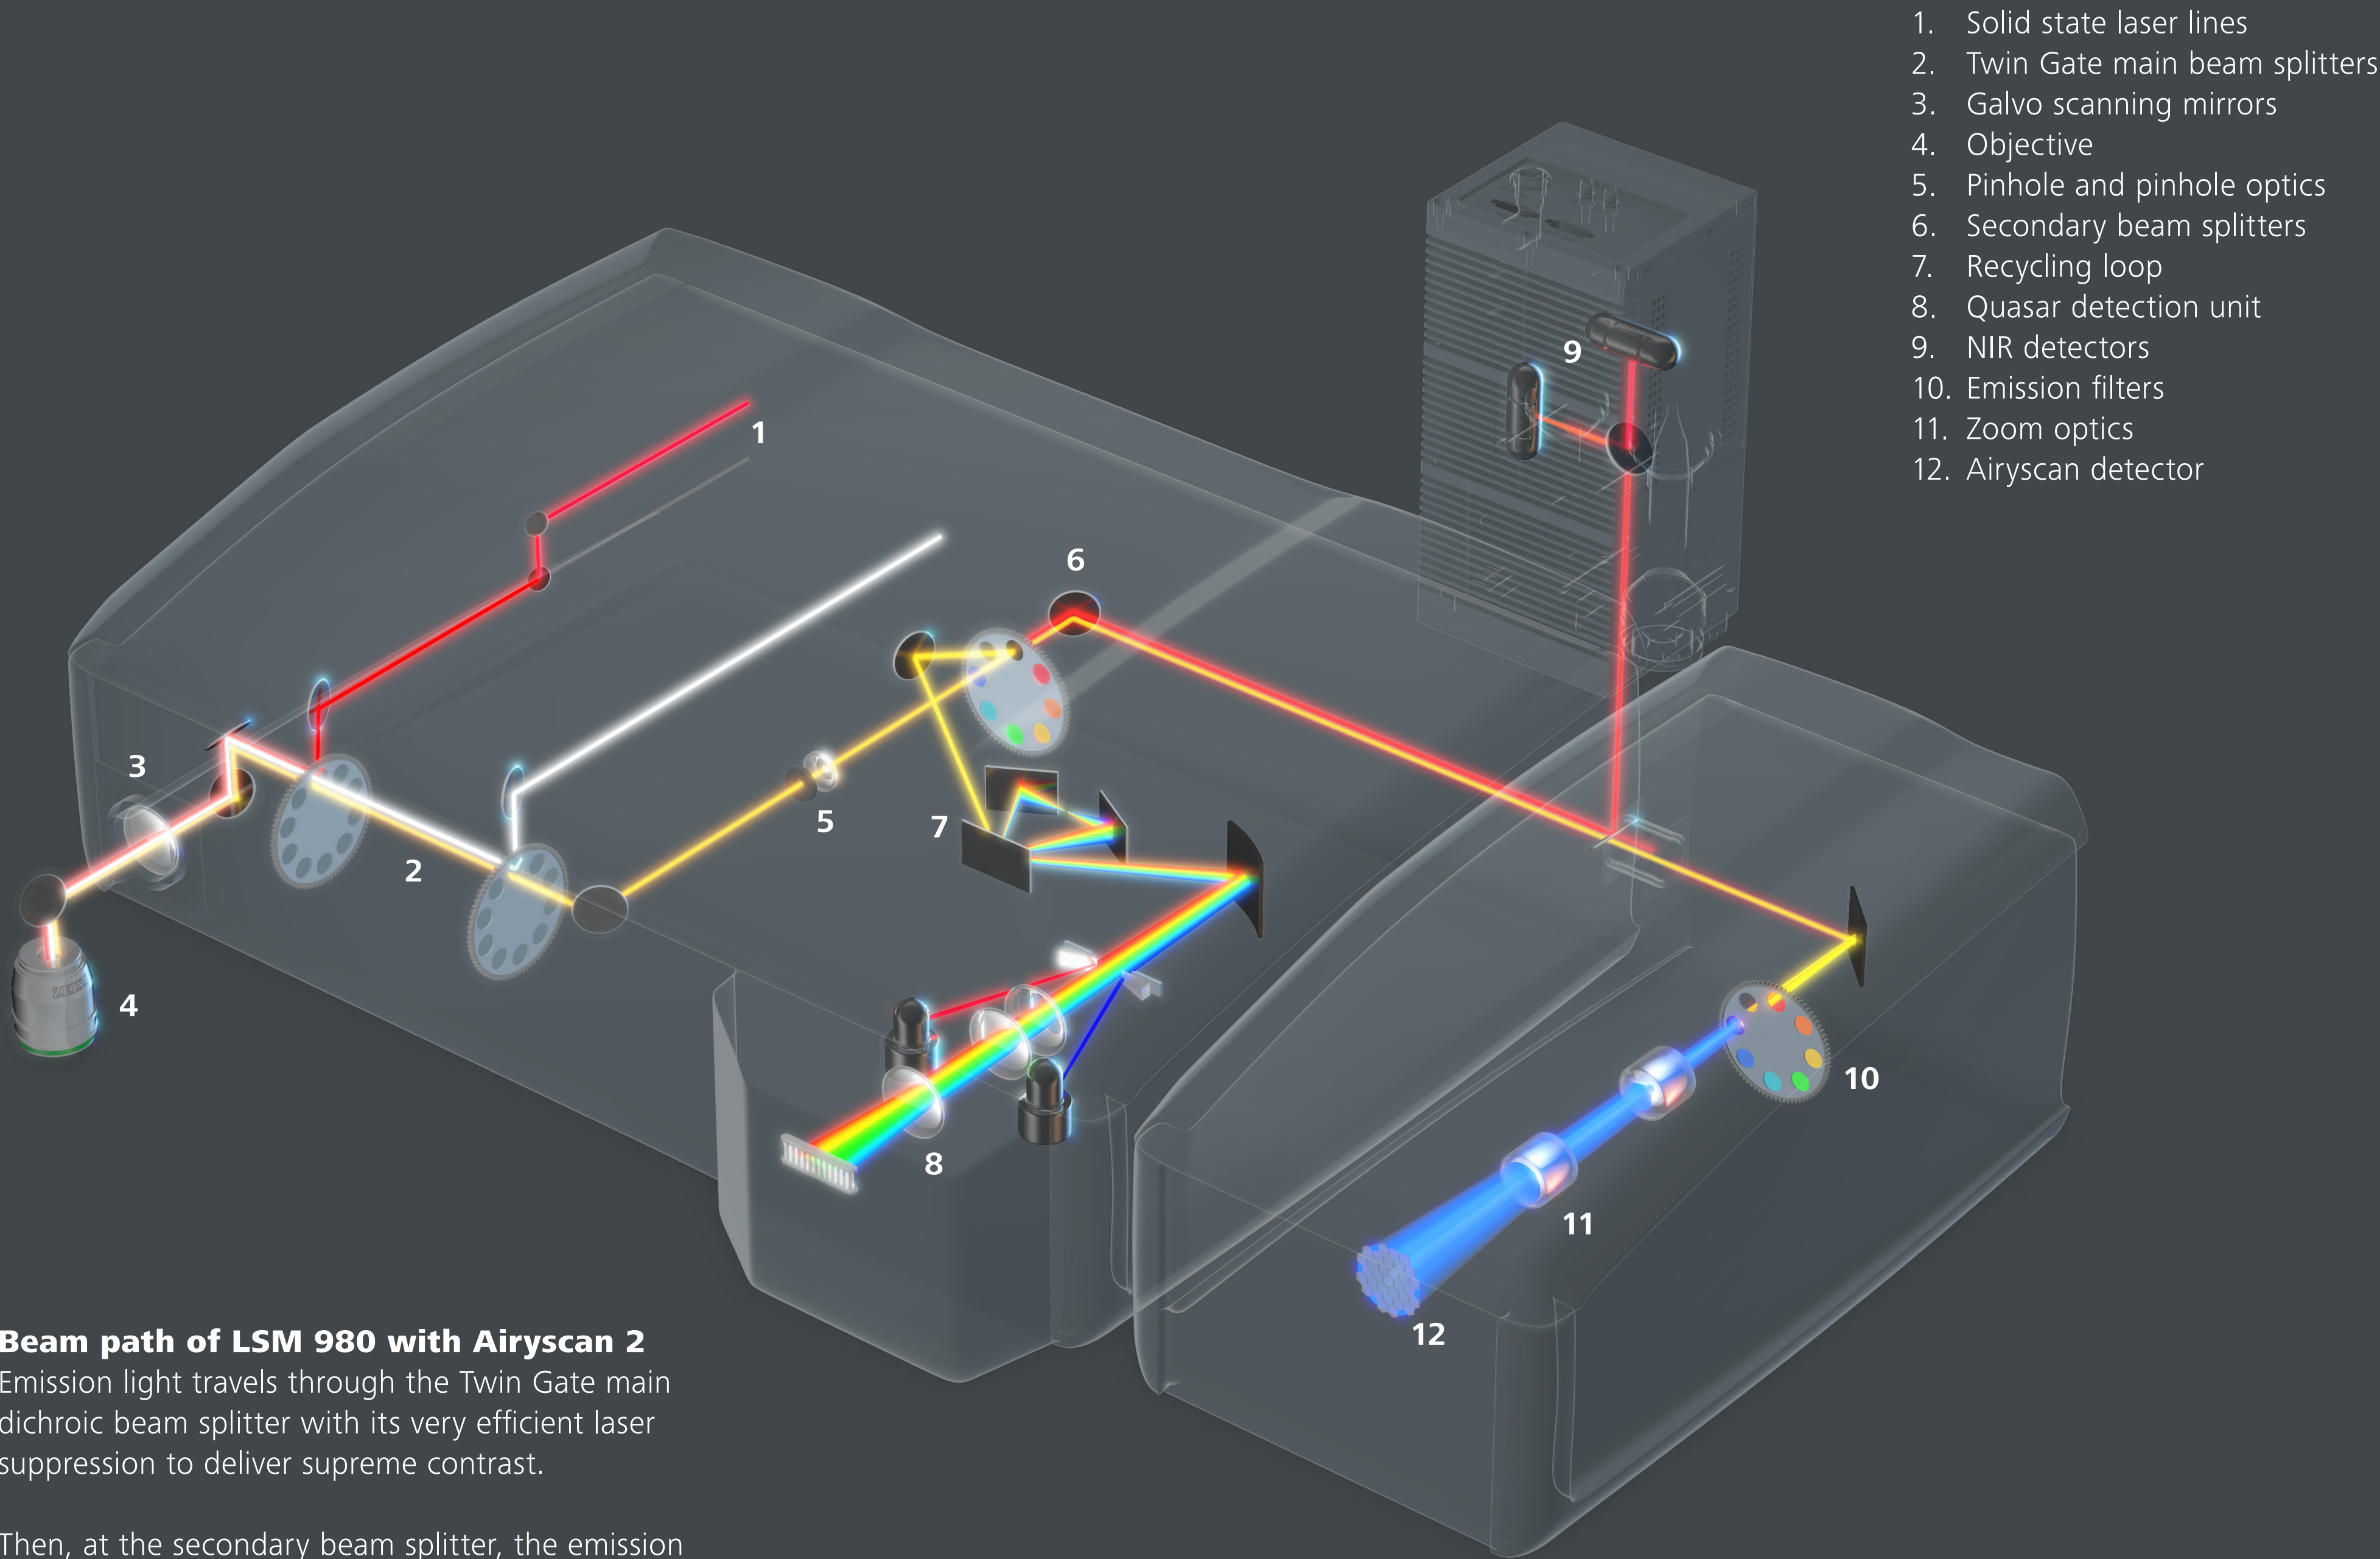 1. Solid state laser lines
2. Twin Gate main beam splitters
3. Galvo scanning mirrors
4. Objective
5. Pinhole and pinhole optics
6. Secondary beam splitters
7. Recycling loop
8. Quasar detection unit
9. NIR detectors
10. Emission filters
11. Zoom optics
12. Airyscan detector
9
1
6
3
5
7
2
4
10
8
11
12
Beam path of LSM 980 with Airyscan 2
Emission light travels through the Twin Gate main
dichroic beam splitter with its very efficient laser
suppression to deliver supreme contrast.
Then, at the secondary beam splitter, the emission